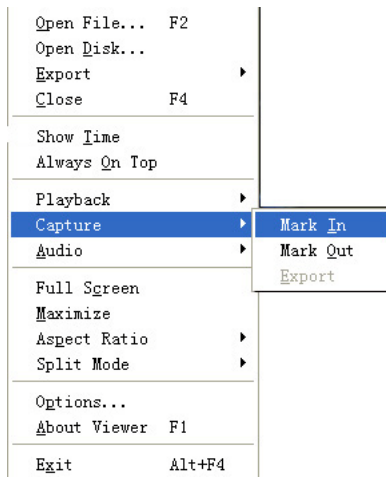 Open File... F2
Open Disk...
Export
Close F4
Show Time
Always On Top
Playback
Capture
Mark In
Audio
Mark Out
Export
Full Screen
Maximize
Aspect Ratio
Split Mode
Options...
About Viewer F1
Exit Alt+F4